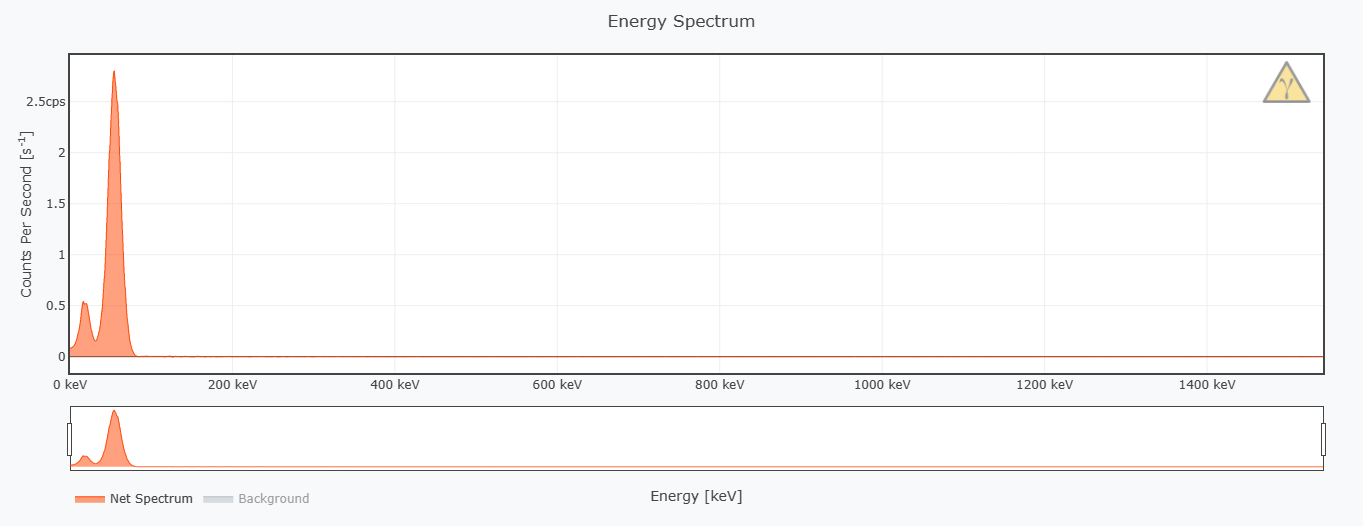 Energy Spectrum
2.5cps
2
1.5
1
0.5
0
Counts Per Second [s⁻¹]
0 keV 200 keV 400 keV 600 keV 800 keV 1000 keV 1200 keV 1400 keV
γ
Net Spectrum Background
Energy [keV]